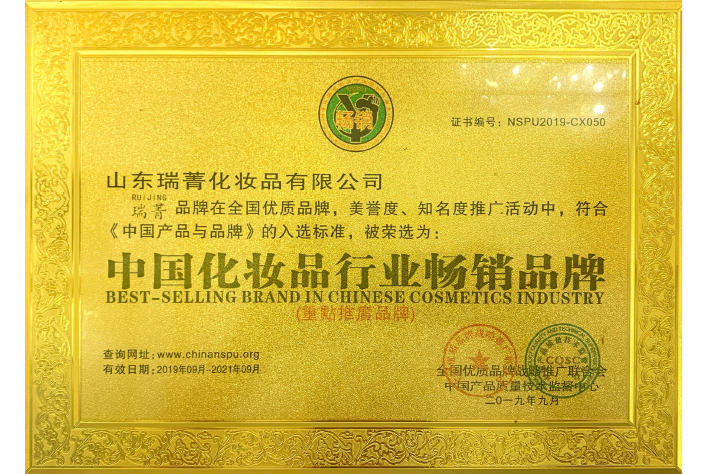 畅销
证书编号：NSPU2019-CX050
山东瑞菁化妆品有限公司
RUIJING
瑞菁 品牌在全国优质品牌，美誉度、知名度推广活动中，符合
《中国产品与品牌》的入选标准，被荣选为：
中国化妆品行业畅销品牌
BEST-SELLING BRAND IN CHINESE COSMETICS INDUSTRY
(重點推廣品牌)
查询网址：www.chinanspu.org
有效日期：2019年09月-2021年09月
CQSC
全国优质品牌战略推广联合会
中国产品质量技术监督中心
二〇一九年九月